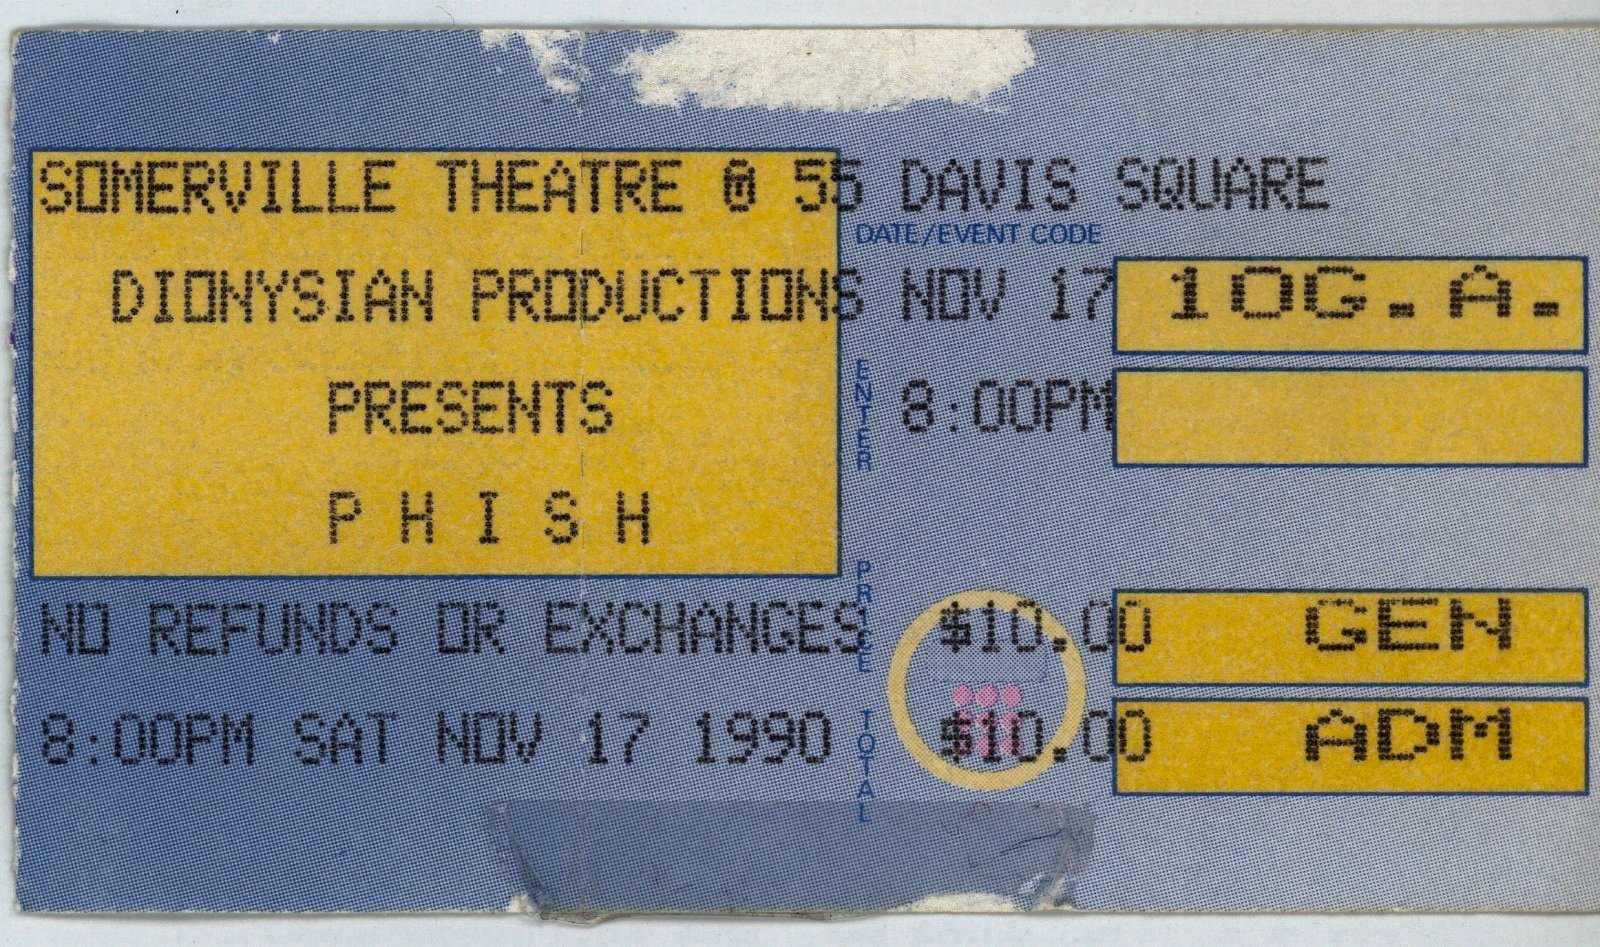 SOMERVILLE THEATRE @ 55 DAVIS SQUARE
DATE/EVENT CODE
DIONYSIAN PRODUCTIONS NOV 17 10G.A.
PRESENTS ENTER 8:00PM
P H I S H
NO REFUNDS OR EXCHANGES PRICE $10.00 GEN
8:00PM SAT NOV 17 1990 TOTAL $10.00 ADM